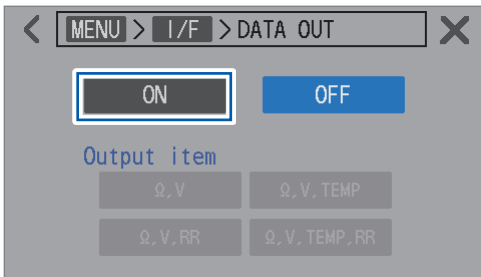 < MENU > I/F > DATA OUT X
ON OFF
Output item
Ω,V Ω,V,TEMP
Ω,V,RR Ω,V,TEMP,RR